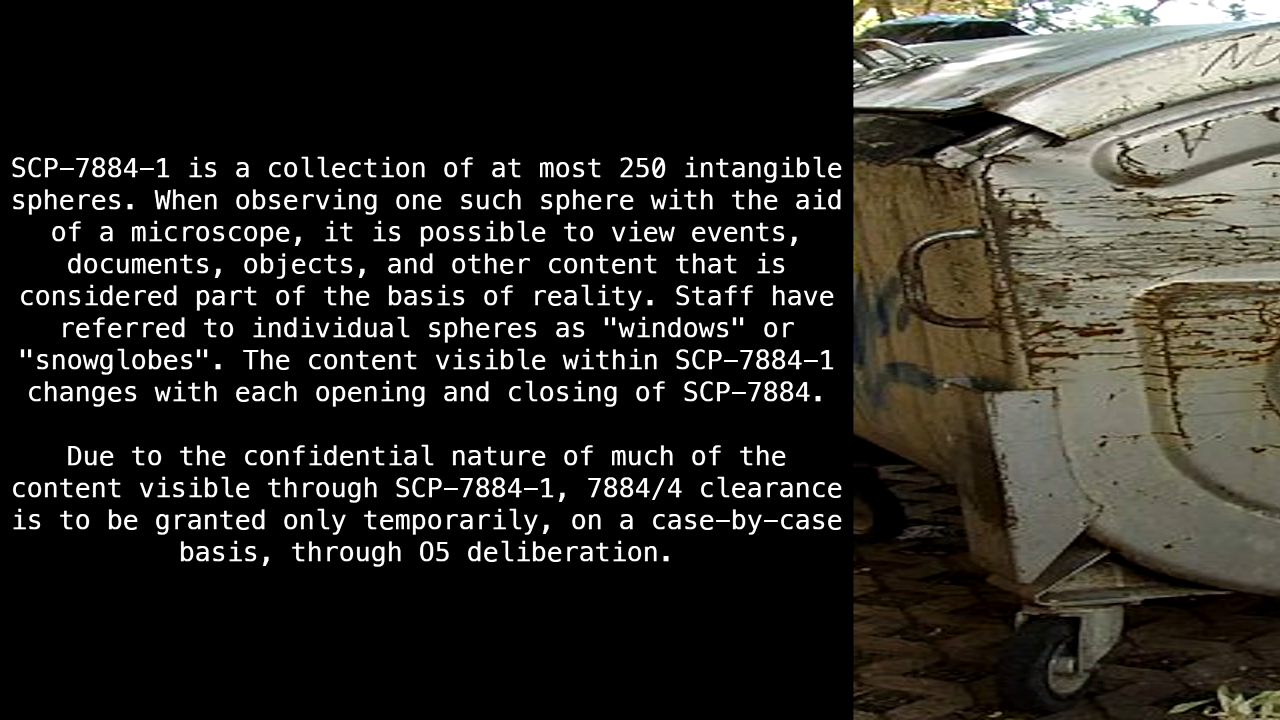 SCP-7884-1 is a collection of at most 250 intangible
spheres. When observing one such sphere with the aid
of a microscope, it is possible to view events,
documents, objects, and other content that is
considered part of the basis of reality. Staff have
referred to individual spheres as "windows" or
"snowglobes". The content visible within SCP-7884-1
changes with each opening and closing of SCP-7884.

Due to the confidential nature of much of the
content visible through SCP-7884-1, 7884/4 clearance
is to be granted only temporarily, on a case-by-case
basis, through O5 deliberation.